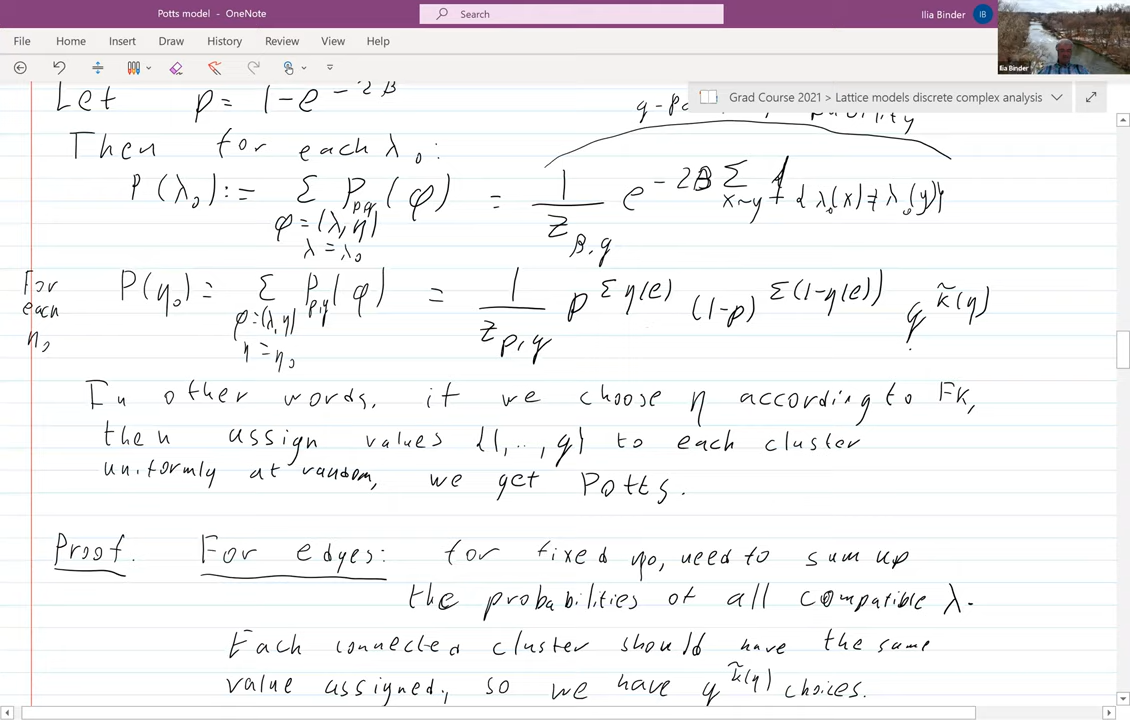 Potts model - OneNote
Search
Ilia Binder
IB
File Home Insert Draw History Review View Help
Ilia Binder
Grad Course 2021 > Lattice models discrete complex analysis
Let p = 1-e^{-2β}
Then for each λ₀:
P(λ₀) := Σ P_{p,q}(φ) = 1/Z_{β,q} e^{-2β Σ_{x~y} 1{λ₀(x)≠λ₀(y)}}
φ=(λ,η)
λ=λ₀
For each η₀
P(η₀) = Σ P_{p,q}(φ) = 1/Z_{p,q} p^{Ση(e)} (1-p)^{Σ(1-η(e))} q^{k̃(η)}
φ=(λ,η)
η=η₀
In other words, if we choose η according to FK,
then assign values {1,..,q} to each cluster
uniformly at random, we get Potts.
Proof. For edges: for fixed η₀, need to sum up
the probabilities of all compatible λ.
Each connected cluster should have the same
value assigned, so we have q^{k̃(η)} choices.